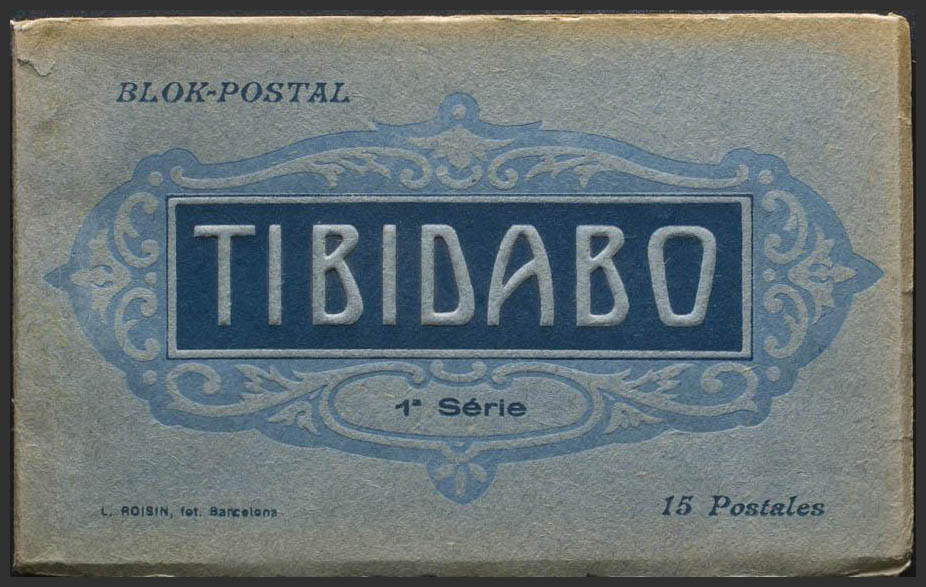 BLOK-POSTAL
TIBIDABO
1ª Série
L. ROISIN, fot. Barcelona
15 Postales